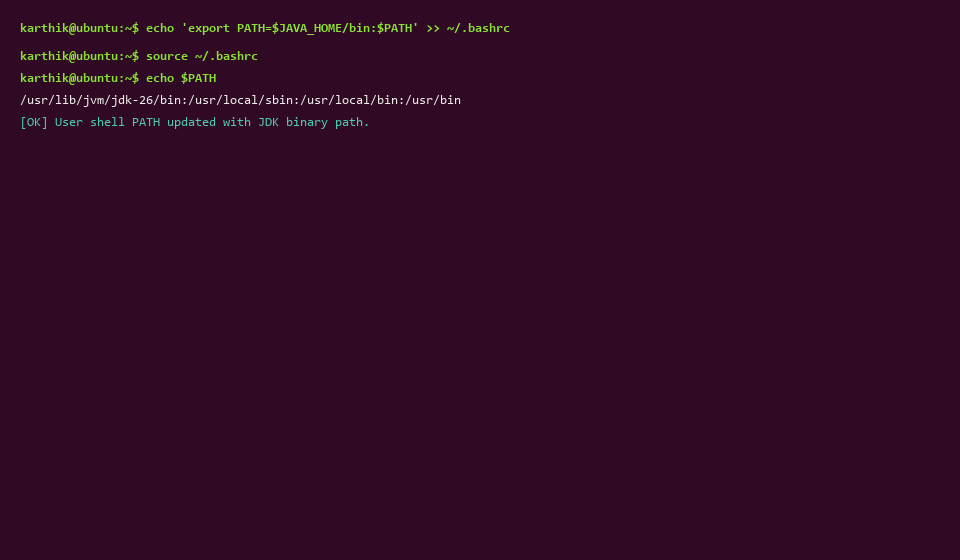 karthik@ubuntu:~$ echo 'export PATH=$JAVA_HOME/bin:$PATH' >> ~/.bashrc
karthik@ubuntu:~$ source ~/.bashrc
karthik@ubuntu:~$ echo $PATH
/usr/lib/jvm/jdk-26/bin:/usr/local/sbin:/usr/local/bin:/usr/bin
[OK] User shell PATH updated with JDK binary path.